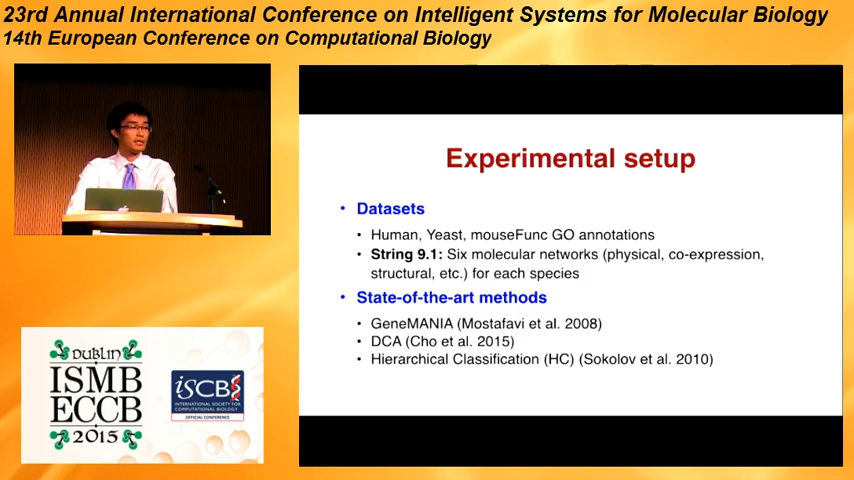 23rd Annual International Conference on Intelligent Systems for Molecular Biology
14th European Conference on Computational Biology
Experimental setup
• Datasets
• Human, Yeast, mouseFunc GO annotations
• String 9.1: Six molecular networks (physical, co-expression,
structural, etc.) for each species
• State-of-the-art methods
• GeneMANIA (Mostafavi et al. 2008)
• DCA (Cho et al. 2015)
• Hierarchical Classification (HC) (Sokolov et al. 2010)
DUBLIN
ISMB
ECCB
2015
ISCB
INTERNATIONAL SOCIETY FOR
COMPUTATIONAL BIOLOGY
OFFICIAL CONFERENCE